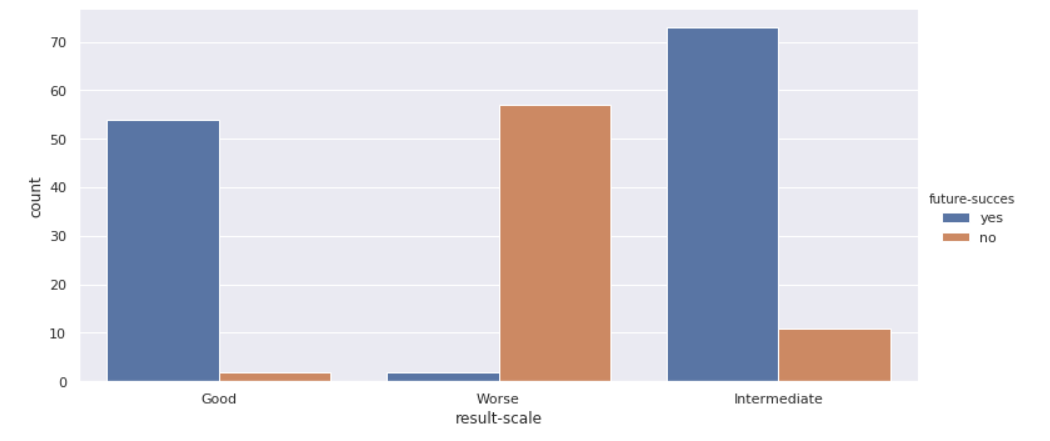 70
60
50
40
30
20
10
0
count
Good Worse Intermediate
result-scale
future-succes
yes
no